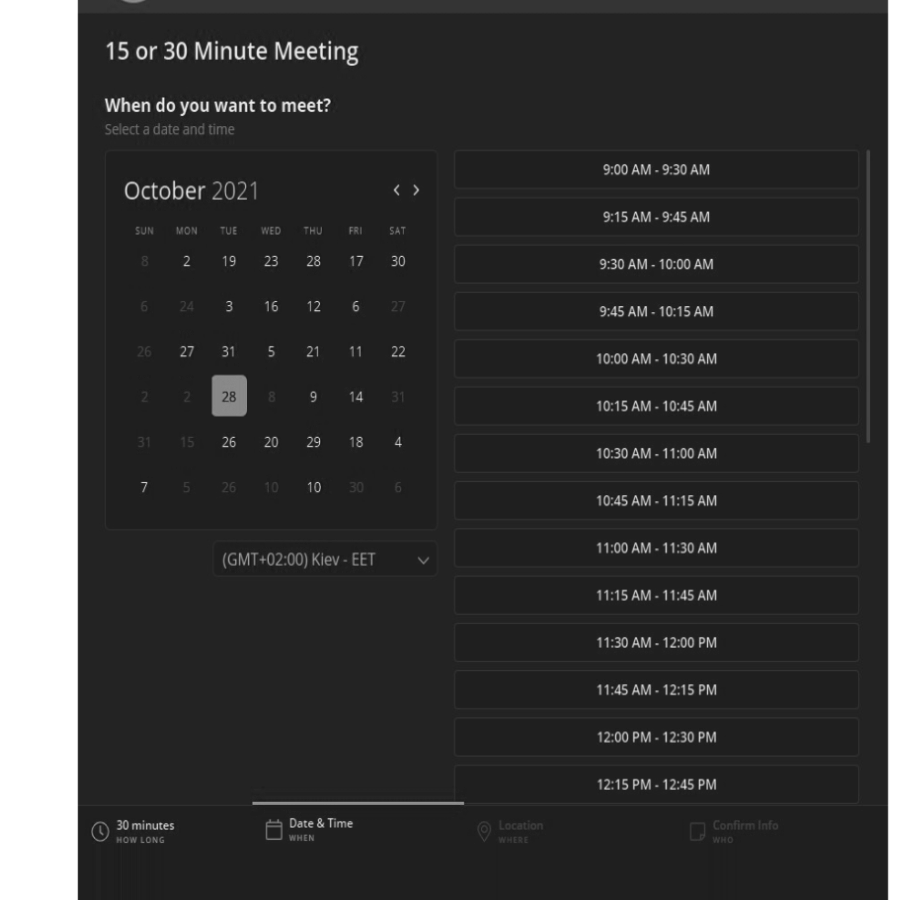 15 or 30 Minute Meeting
When do you want to meet?
Select a date and time
October 2021
SUN MON TUE WED THU FRI SAT
8 2 19 23 28 17 30
6 24 3 16 12 6 27
26 27 31 5 21 11 22
2 2 28 8 9 14 31
31 15 26 20 29 18 4
7 5 26 10 10 30 6
(GMT+02:00) Kiev - EET
9:00 AM - 9:30 AM
9:15 AM - 9:45 AM
9:30 AM - 10:00 AM
9:45 AM - 10:15 AM
10:00 AM - 10:30 AM
10:15 AM - 10:45 AM
10:30 AM - 11:00 AM
10:45 AM - 11:15 AM
11:00 AM - 11:30 AM
11:15 AM - 11:45 AM
11:30 AM - 12:00 PM
11:45 AM - 12:15 PM
12:00 PM - 12:30 PM
12:15 PM - 12:45 PM
30 minutes
HOW LONG
Date & Time
WHEN
Location
WHERE
Confirm Info
WHO